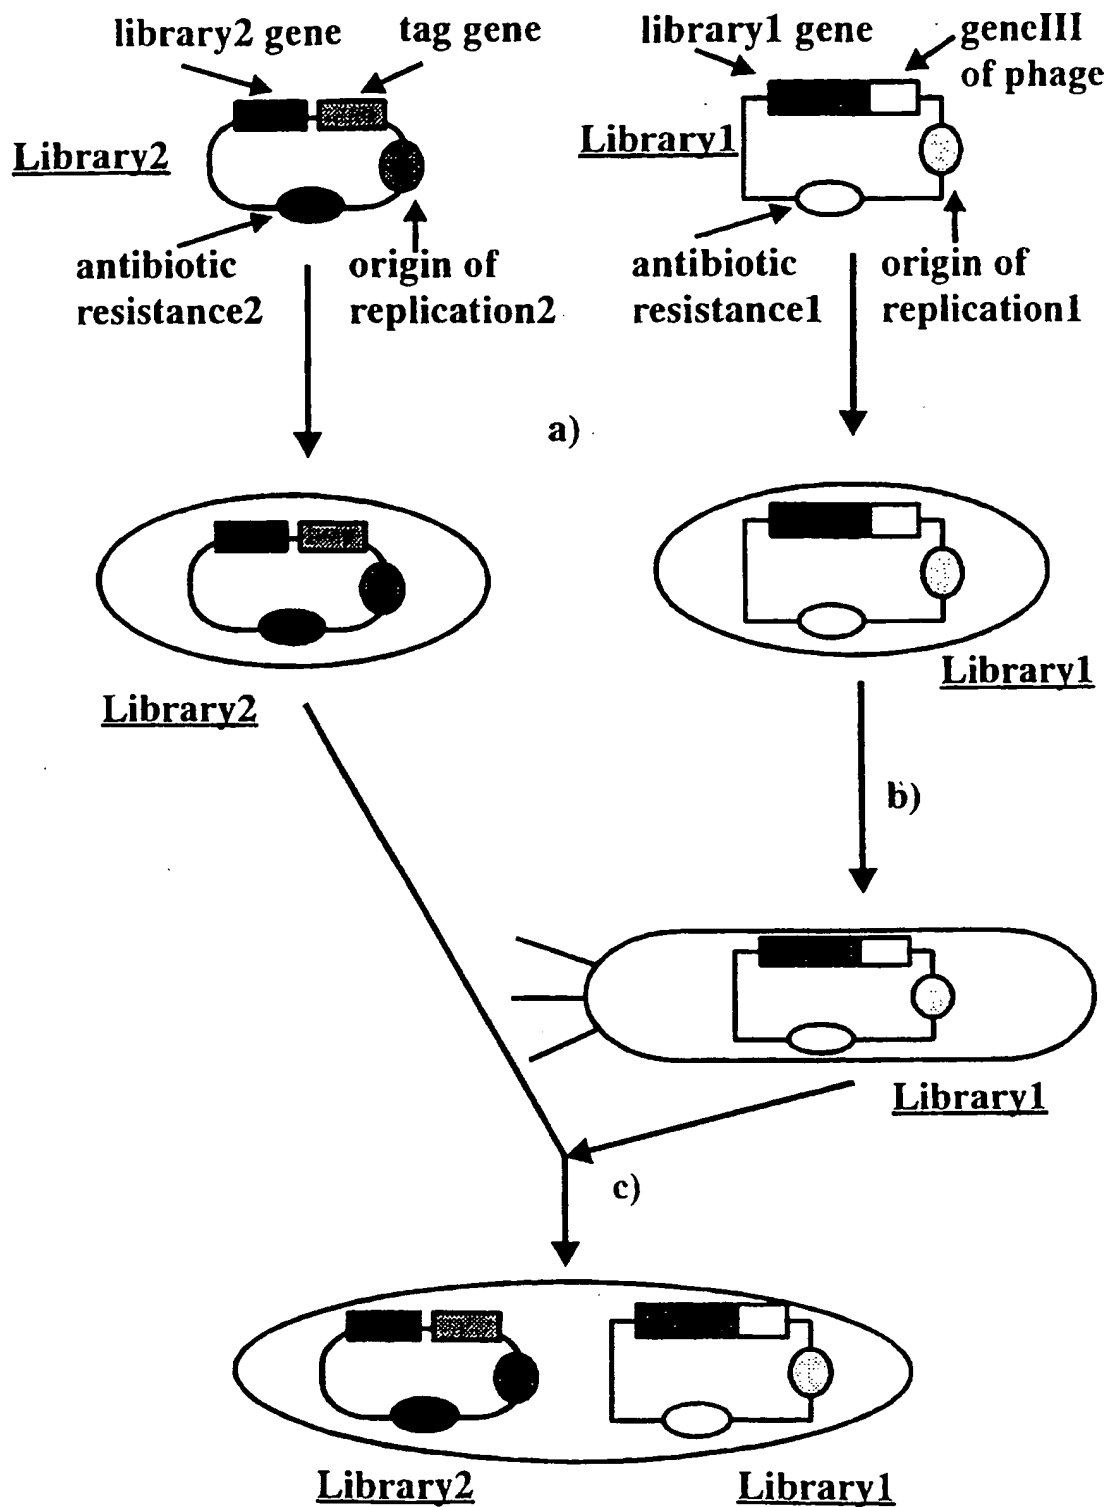 library2 gene
tag gene
library1 gene
geneIII
of phage
Library2
Library1
antibiotic
resistance2
origin of
replication2
antibiotic
resistance1
origin of
replication1
a)
Library2
Library1
b)
Library1
c)
Library2
Library1